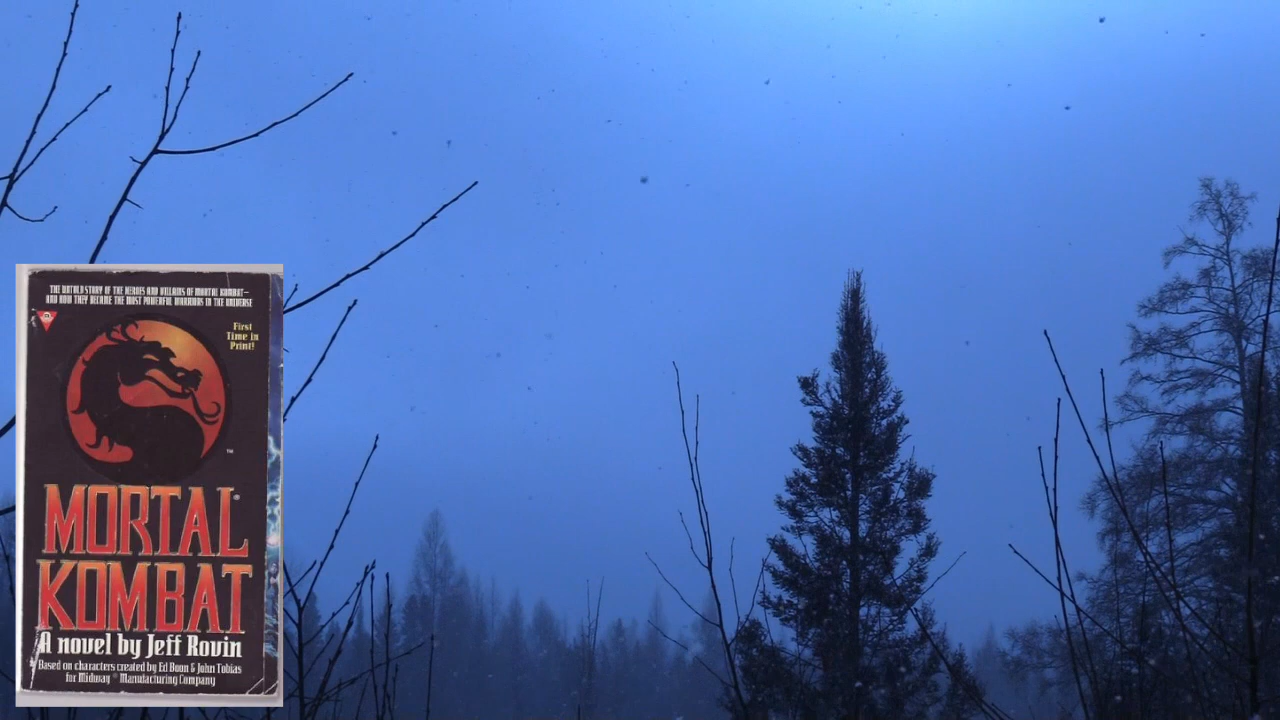 THE UNTOLD STORY OF THE HEROES AND VILLAINS OF MORTAL KOMBAT—
AND HOW THEY BECAME THE MOST POWERFUL WARRIORS IN THE UNIVERSE
First
Time in
Print!
TM
MORTAL®
KOMBAT
A novel by Jeff Rovin
Based on characters created by Ed Boon & John Tobias
for Midway® Manufacturing Company